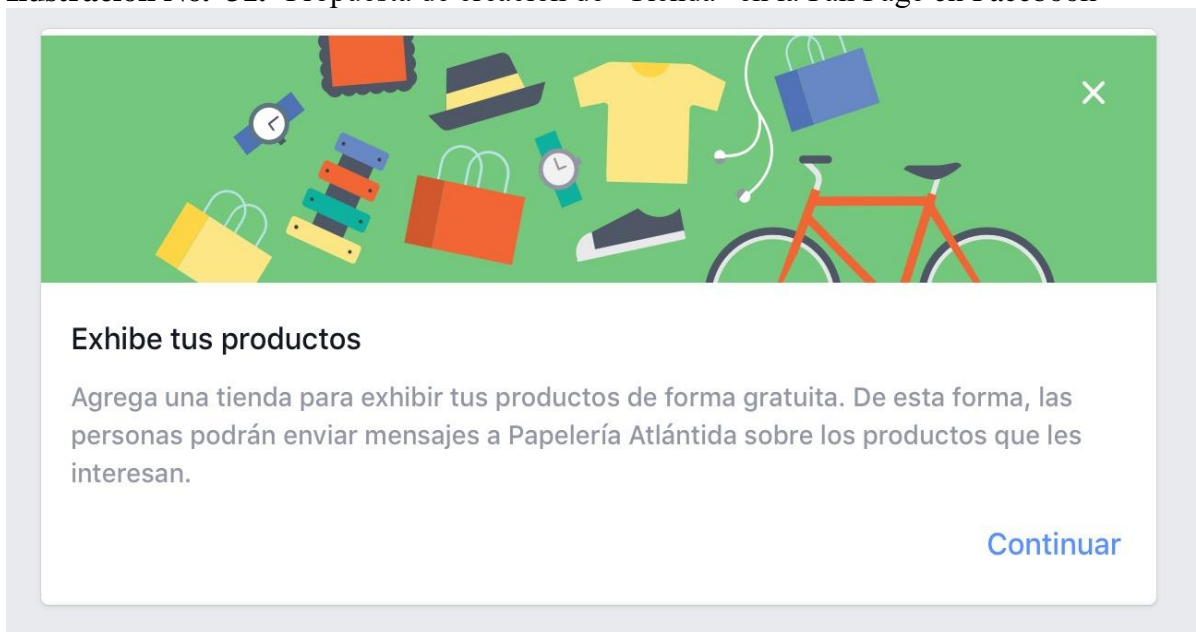 Exhibe tus productos
Agrega una tienda para exhibir tus productos de forma gratuita. De esta forma, las
personas podrán enviar mensajes a Papelería Atlántida sobre los productos que les
interesan.
Continuar